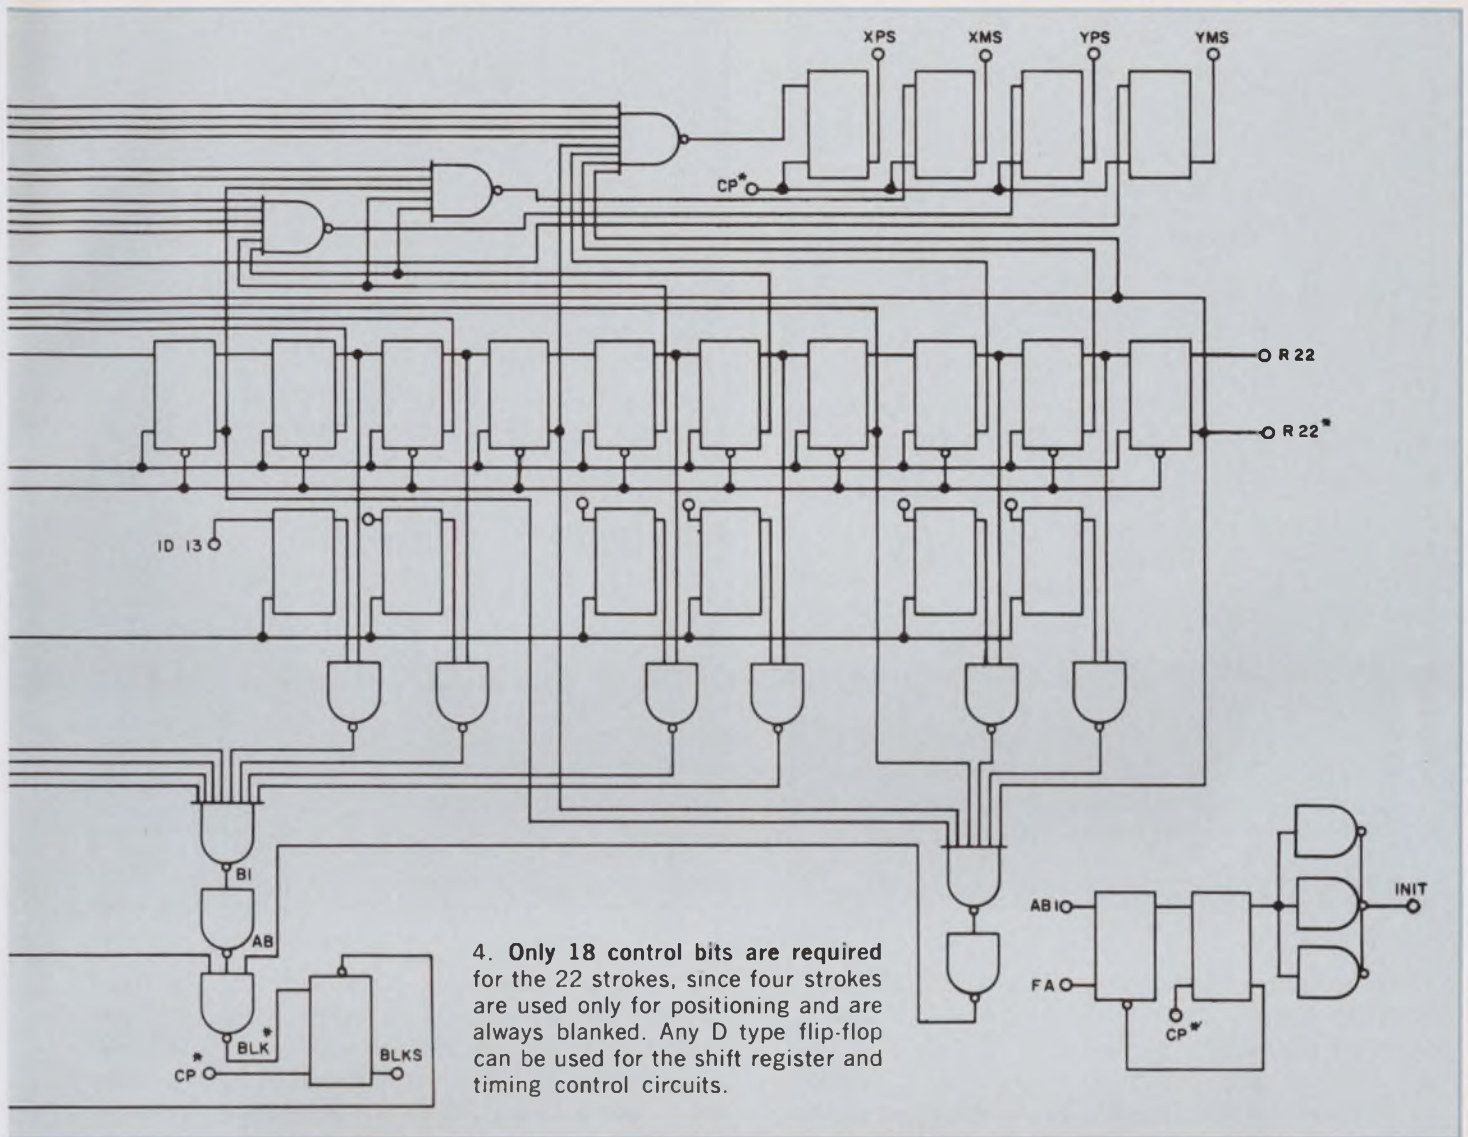 XPS XMS YPS YMS
CP*
R 22
R 22*
ID 13
BI
AB
BLK*
CP*
BLKS
4. Only 18 control bits are required
for the 22 strokes, since four strokes
are used only for positioning and are
always blanked. Any D type flip-flop
can be used for the shift register and
timing control circuits.
ABI
FA
CP*
INIT